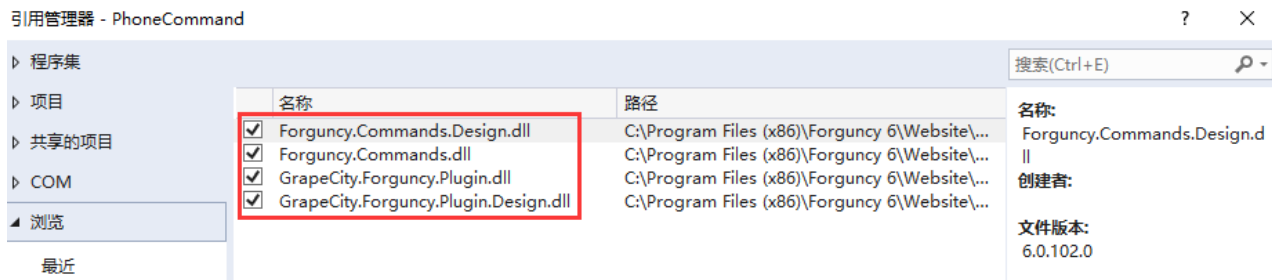 引用管理器 - PhoneCommand
? ×
程序集
项目
共享的项目
COM
浏览
最近
名称 路径
Forguncy.Commands.Design.dll C:\Program Files (x86)\Forguncy 6\Website\...
Forguncy.Commands.dll C:\Program Files (x86)\Forguncy 6\Website\...
GrapeCity.Forguncy.Plugin.dll C:\Program Files (x86)\Forguncy 6\Website\...
GrapeCity.Forguncy.Plugin.Design.dll C:\Program Files (x86)\Forguncy 6\Website\...
搜索(Ctrl+E)
名称:
Forguncy.Commands.Design.d
ll
创建者:
文件版本:
6.0.102.0